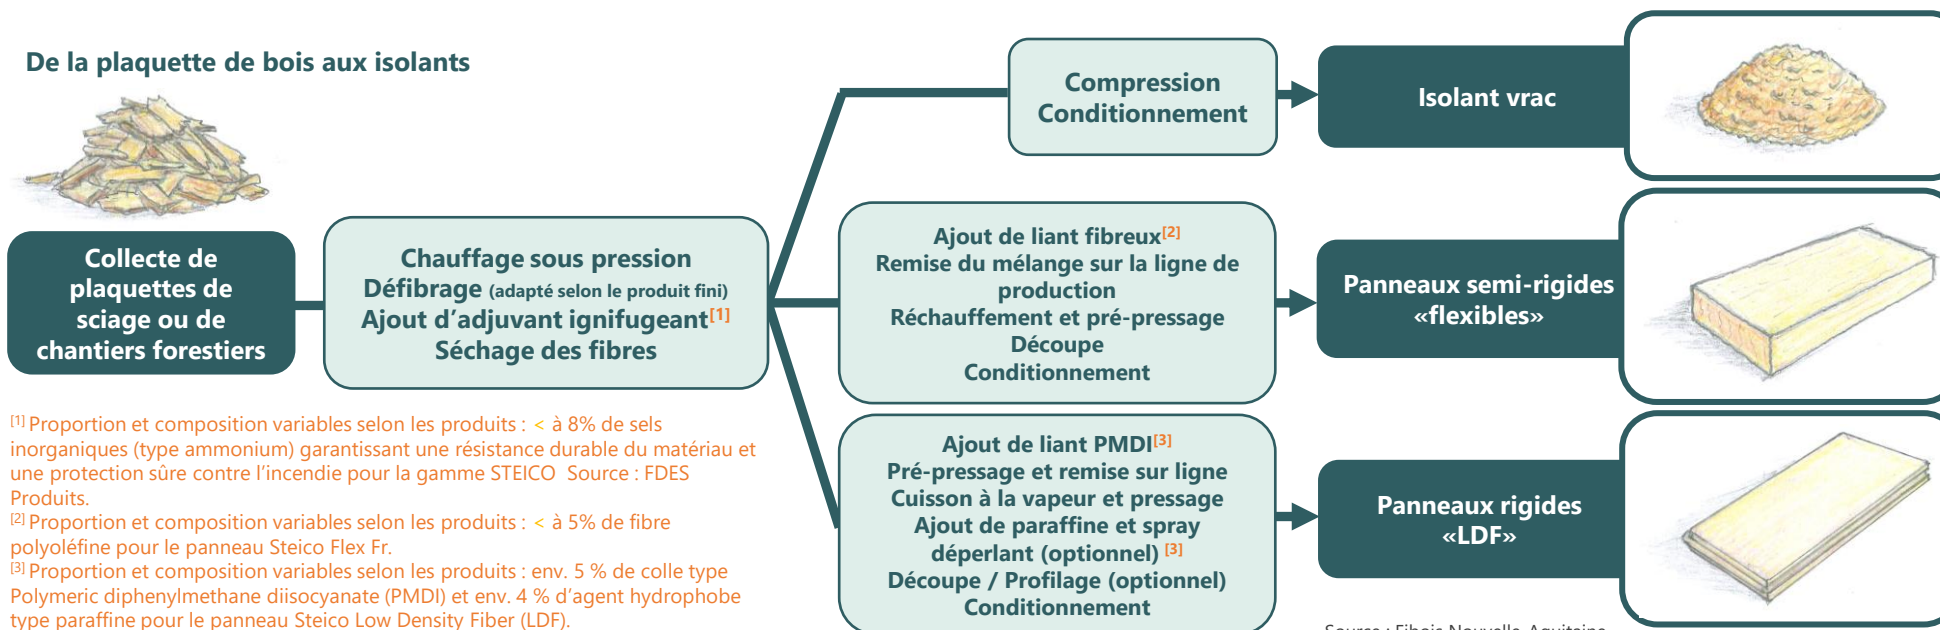 De la plaquette de bois aux isolants
Collecte de
plaquettes de
sciage ou de
chantiers forestiers
Chauffage sous pression
Défibrage (adapté selon le produit fini)
Ajout d’adjuvant ignifugeant[1]
Séchage des fibres
Compression
Conditionnement
Isolant vrac
Ajout de liant fibreux[2]
Remise du mélange sur la ligne de
production
Réchauffement et pré-pressage
Découpe
Conditionnement
Panneaux semi-rigides
«flexibles»
Ajout de liant PMDI[3]
Pré-pressage et remise sur ligne
Cuisson à la vapeur et pressage
Ajout de paraffine et spray
déperlant (optionnel) [3]
Découpe / Profilage (optionnel)
Conditionnement
Panneaux rigides
«LDF»
[1] Proportion et composition variables selon les produits : < à 8% de sels
inorganiques (type ammonium) garantissant une résistance durable du matériau et
une protection sûre contre l’incendie pour la gamme STEICO  Source : FDES
Produits.
[2] Proportion et composition variables selon les produits : < à 5% de fibre
polyoléfine pour le panneau Steico Flex Fr.
[3] Proportion et composition variables selon les produits : env. 5 % de colle type
Polymeric diphenylmethane diisocyanate (PMDI) et env. 4 % d’agent hydrophobe
type paraffine pour le panneau Steico Low Density Fiber (LDF).
Source : Fibois Nouvelle-Aquitaine